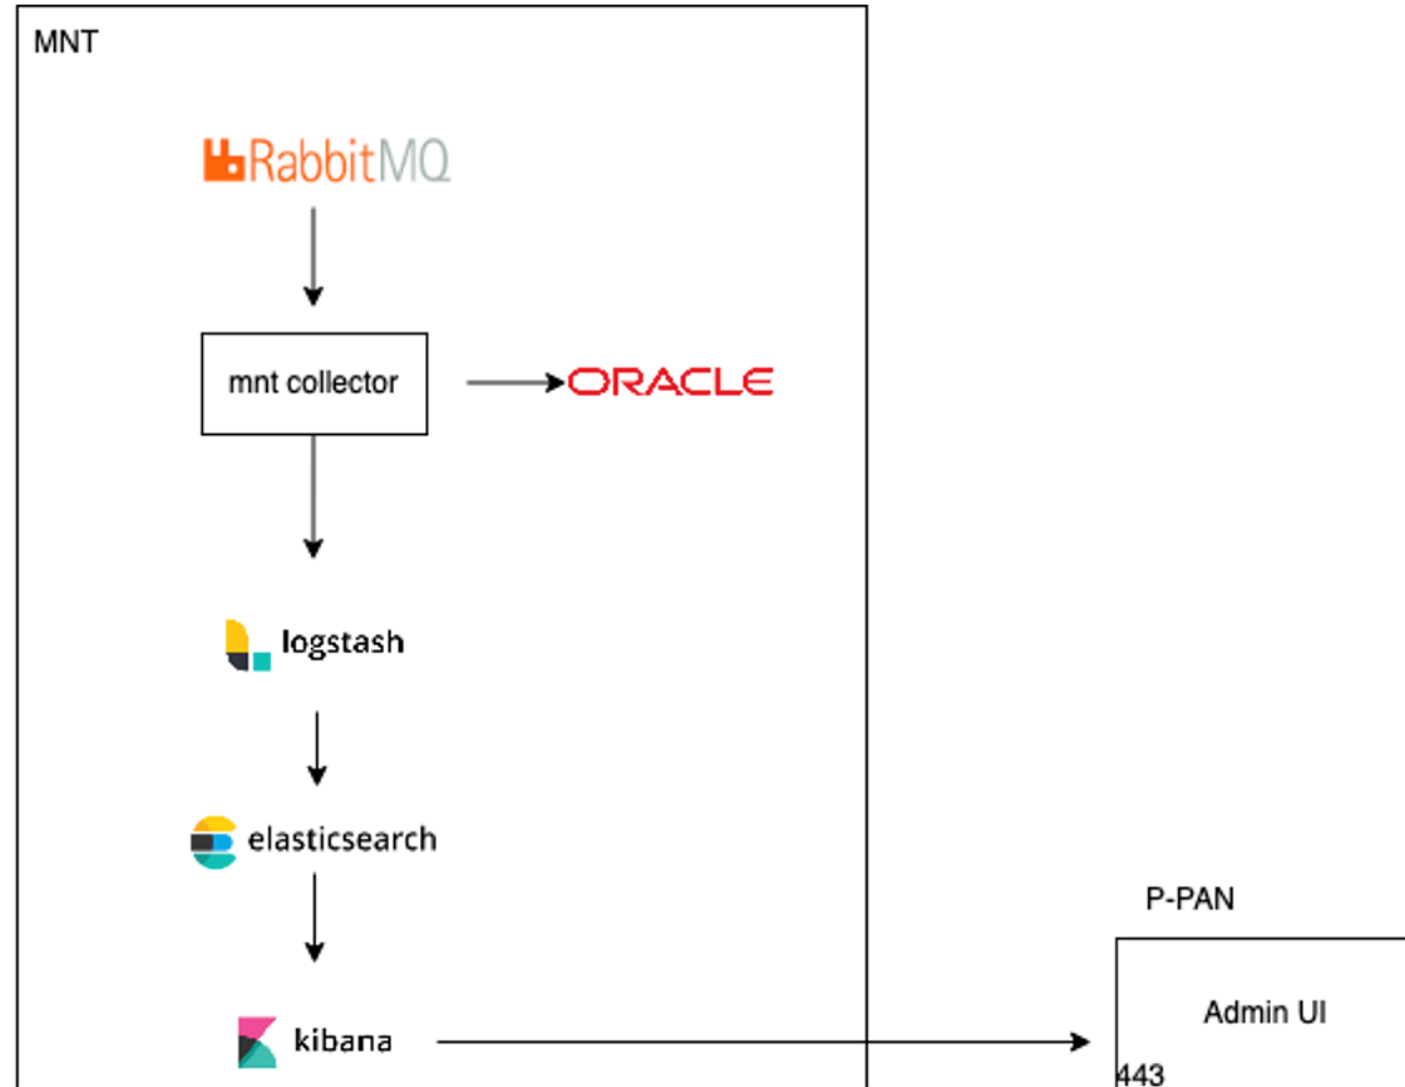 MNT
RabbitMQ
mnt collector
ORACLE
logstash
elasticsearch
P-PAN
Admin UI
kibana
443